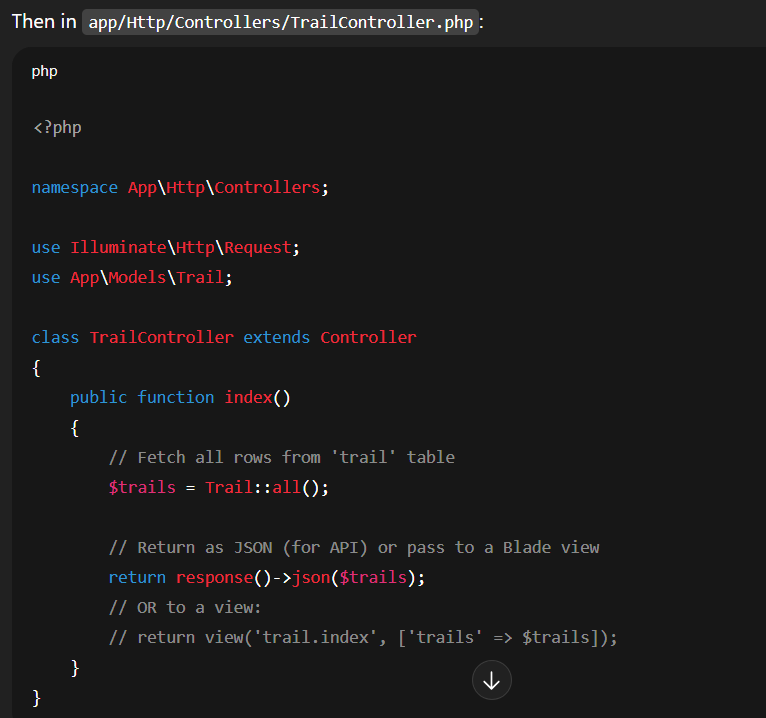 Then in app/Http/Controllers/TrailController.php:
php
<?php
namespace App\Http\Controllers;
use Illuminate\Http\Request;
use App\Models\Trail;
class TrailController extends Controller
{
    public function index()
    {
        // Fetch all rows from 'trail' table
        $trails = Trail::all();
        // Return as JSON (for API) or pass to a Blade view
        return response()->json($trails);
        // OR to a view:
        // return view('trail.index', ['trails' => $trails]);
    }
}